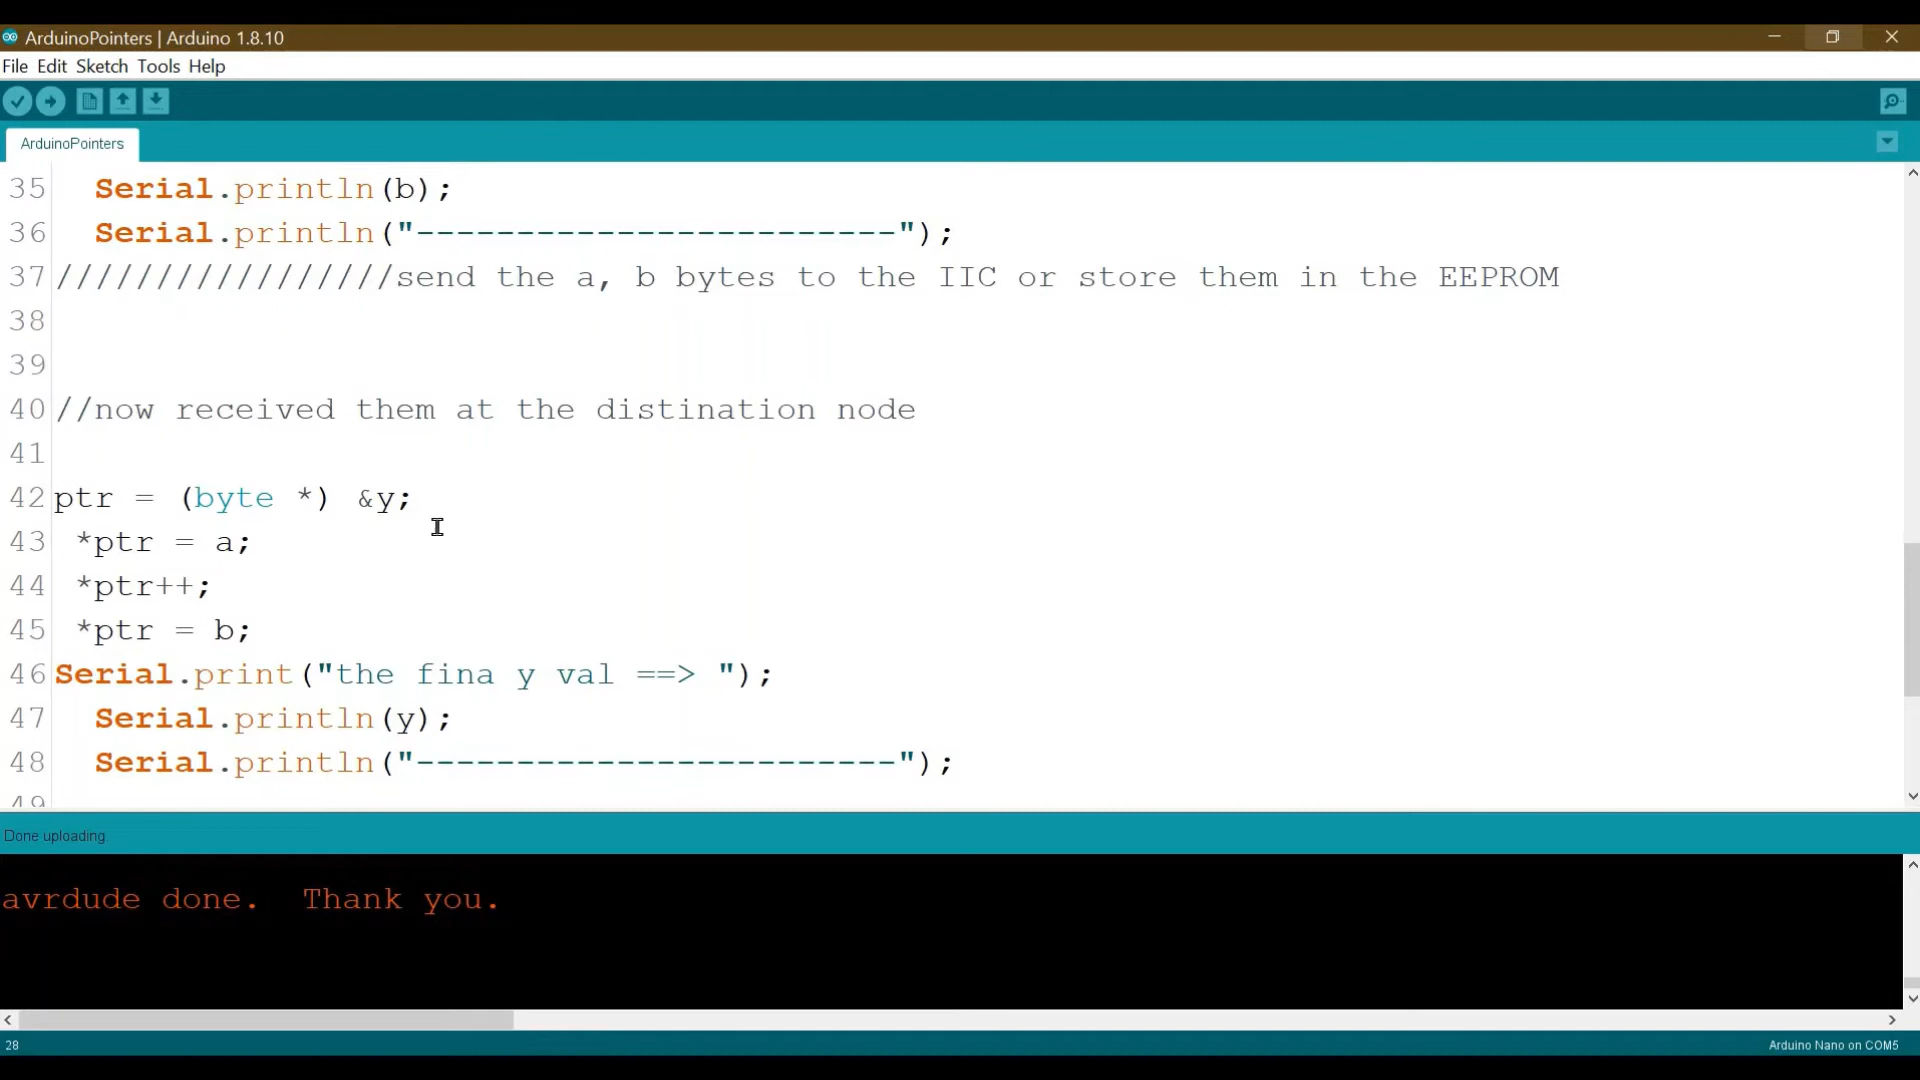 ArduinoPointers | Arduino 1.8.10
File Edit Sketch Tools Help
ArduinoPointers
35 Serial.println(b);
36 Serial.println("------------------------");
37 /////////////////send the a, b bytes to the IIC or store them in the EEPROM
38
39
40 //now received them at the distination node
41
42 ptr = (byte *) &y;
43 *ptr = a;
44 *ptr++;
45 *ptr = b;
46 Serial.print("the fina y val ==> ");
47 Serial.println(y);
48 Serial.println("------------------------");
49
Done uploading.
avrdude done. Thank you.
28
Arduino Nano on COM5